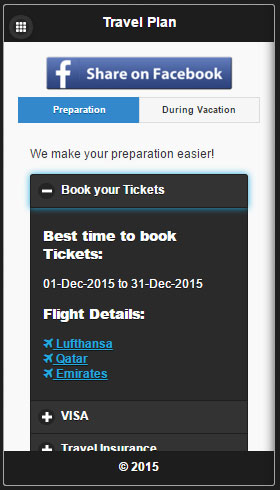 Travel Plan
f Share on Facebook
Preparation During Vacation
We make your preparation easier!
Book your Tickets
Best time to book
Tickets:
01-Dec-2015 to 31-Dec-2015
Flight Details:
Lufthansa
Qatar
Emirates
VISA
Travel Insurance
© 2015